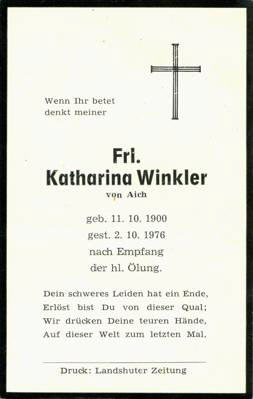 Wenn Ihr betet
denkt meiner
Frl.
Katharina Winkler
von Aich
geb. 11. 10. 1900
gest. 2. 10. 1976
nach Empfang
der hl. Ölung.
Dein schweres Leiden hat ein Ende,
Erlöst bist Du von dieser Qual;
Wir drücken Deine teuren Hände,
Auf dieser Welt zum letzten Mal.
Druck: Landshuter Zeitung